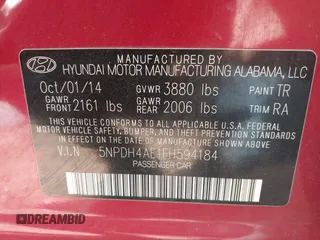 MANUFACTURED BY
HYUNDAI MOTOR MANUFACTURING ALABAMA, LLC
Oct/01/14 GVWR 3880 lbs PAINT TR
GAWR FRONT 2161 lbs GAWR REAR 2006 lbs TRIM RA
THIS VEHICLE CONFORMS TO ALL APPLICABLE FEDERAL MOTOR VEHICLE
SAFETY, BUMPER, AND THEFT PREVENTION STANDARDS IN EFFECT
ON THE DATE OF MANUFACTURE SHOWN ABOVE.
V.I.N 5NPDH4AE1FH594184
PASSENGER CAR
DREAMBID